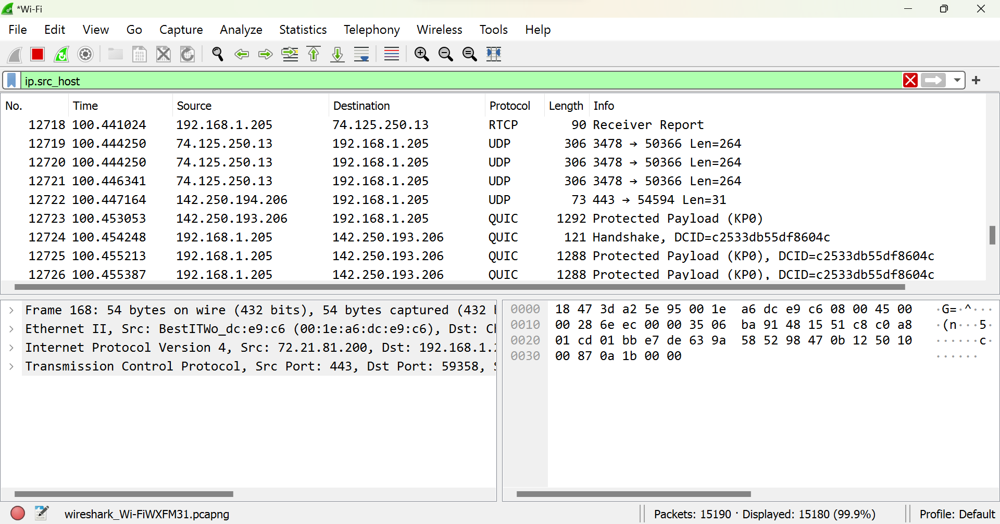 *Wi-Fi
File Edit View Go Capture Analyze Statistics Telephony Wireless Tools Help
ip.src_host
No. Time Source Destination Protocol Length Info
12718 100.441024 192.168.1.205 74.125.250.13 RTCP 90 Receiver Report
12719 100.444250 74.125.250.13 192.168.1.205 UDP 306 3478 → 50366 Len=264
12720 100.444250 74.125.250.13 192.168.1.205 UDP 306 3478 → 50366 Len=264
12721 100.446341 74.125.250.13 192.168.1.205 UDP 306 3478 → 50366 Len=264
12722 100.447164 142.250.194.206 192.168.1.205 UDP 73 443 → 54594 Len=31
12723 100.453053 142.250.193.206 192.168.1.205 QUIC 1292 Protected Payload (KP0)
12724 100.454248 192.168.1.205 142.250.193.206 QUIC 121 Handshake, DCID=c2533db55df8604c
12725 100.455213 192.168.1.205 142.250.193.206 QUIC 1288 Protected Payload (KP0), DCID=c2533db55df8604c
12726 100.455387 192.168.1.205 142.250.193.206 QUIC 1288 Protected Payload (KP0), DCID=c2533db55df8604c
Frame 168: 54 bytes on wire (432 bits), 54 bytes captured (432
Ethernet II, Src: BestITWo_dc:e9:c6 (00:1e:a6:dc:e9:c6), Dst:
Internet Protocol Version 4, Src: 72.21.81.200, Dst: 192.168.1.
Transmission Control Protocol, Src Port: 443, Dst Port: 59358,
0000 18 47 3d a2 5e 95 00 1e a6 dc e9 c6 08 00 45 00 ·G=·^···
0010 00 28 6e ec 00 00 35 06 ba 91 48 15 51 c8 c0 a8 ·(n···5·
0020 01 cd 01 bb e7 de 63 9a 58 52 98 47 0b 12 50 10 ······c·
0030 00 87 0a 1b 00 00 ······
wireshark_Wi-FiWXFM31.pcapng
Packets: 15190 · Displayed: 15180 (99.9%)
Profile: Default